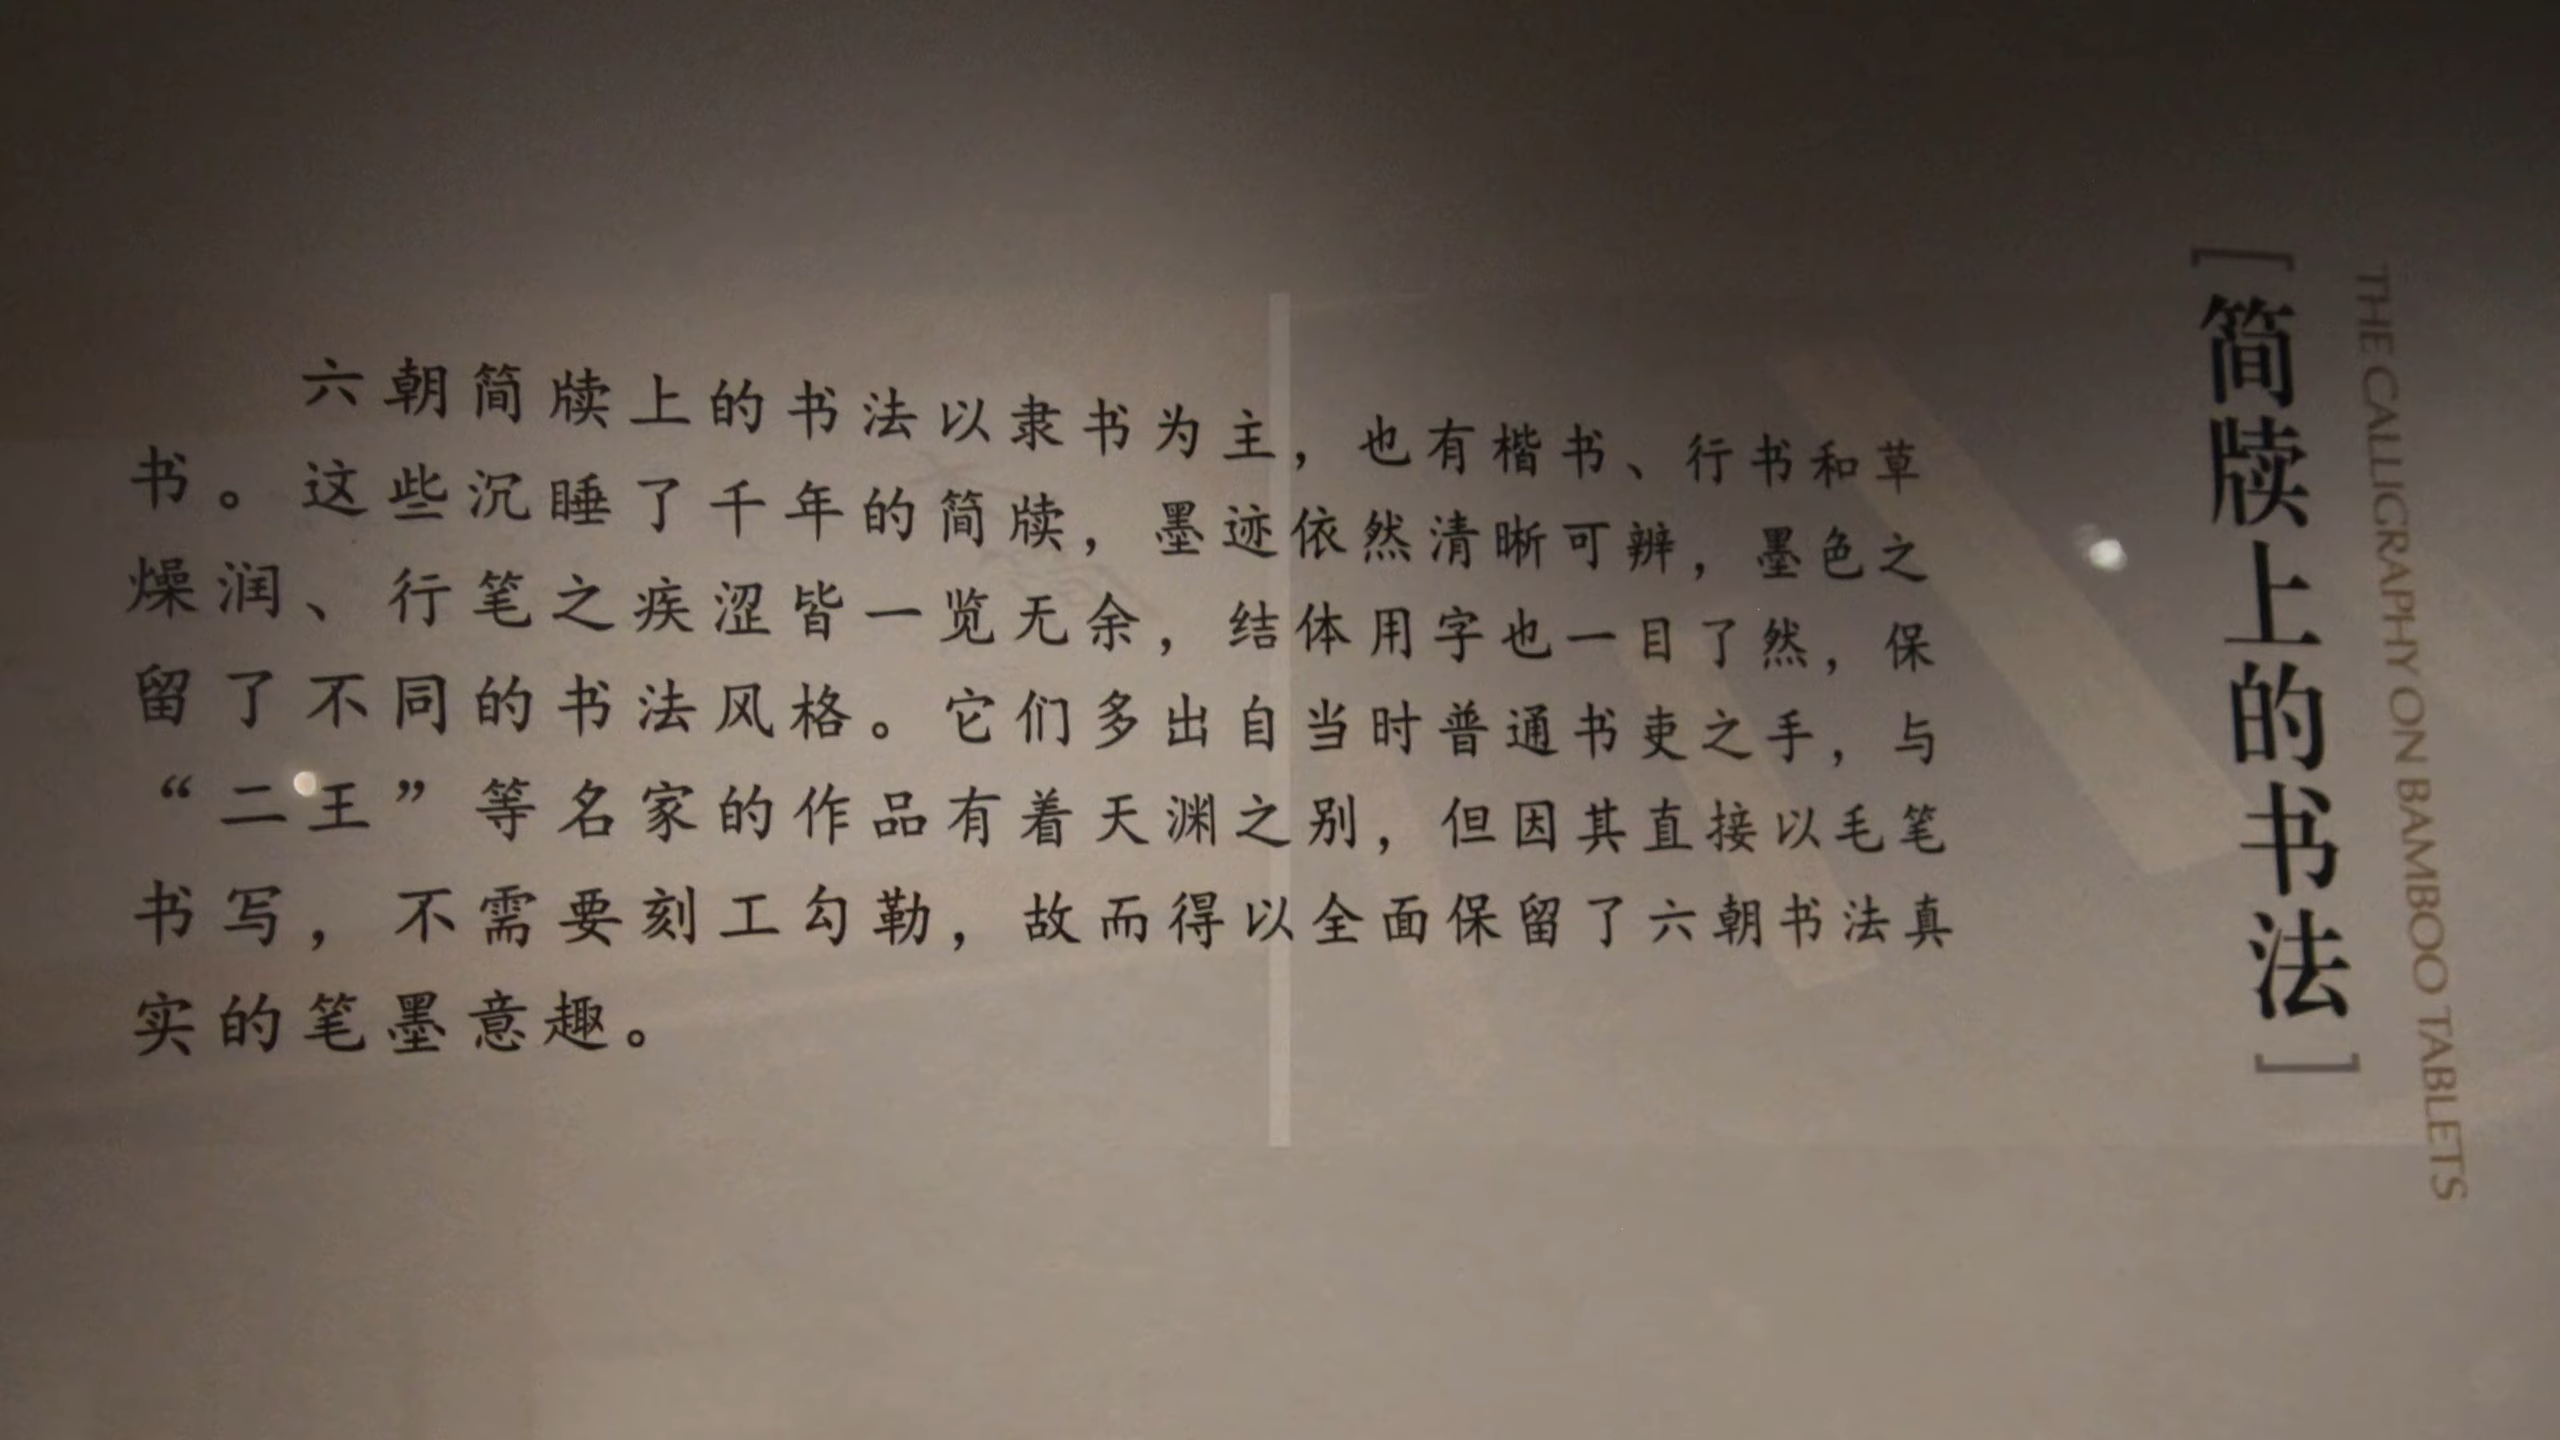 [简牍上的书法]
THE CALLIGRAPHY ON BAMBOO TABLETS
六朝简牍上的书法以隶书为主，也有楷书、行书和草
书。这些沉睡了千年的简牍，墨迹依然清晰可辨，墨色之
燥润、行笔之疾涩皆一览无余，结体用字也一目了然，保
留了不同的书法风格。它们多出自当时普通书吏之手，与
“二王”等名家的作品有着天渊之别，但因其直接以毛笔
书写，不需要刻工勾勒，故而得以全面保留了六朝书法真
实的笔墨意趣。